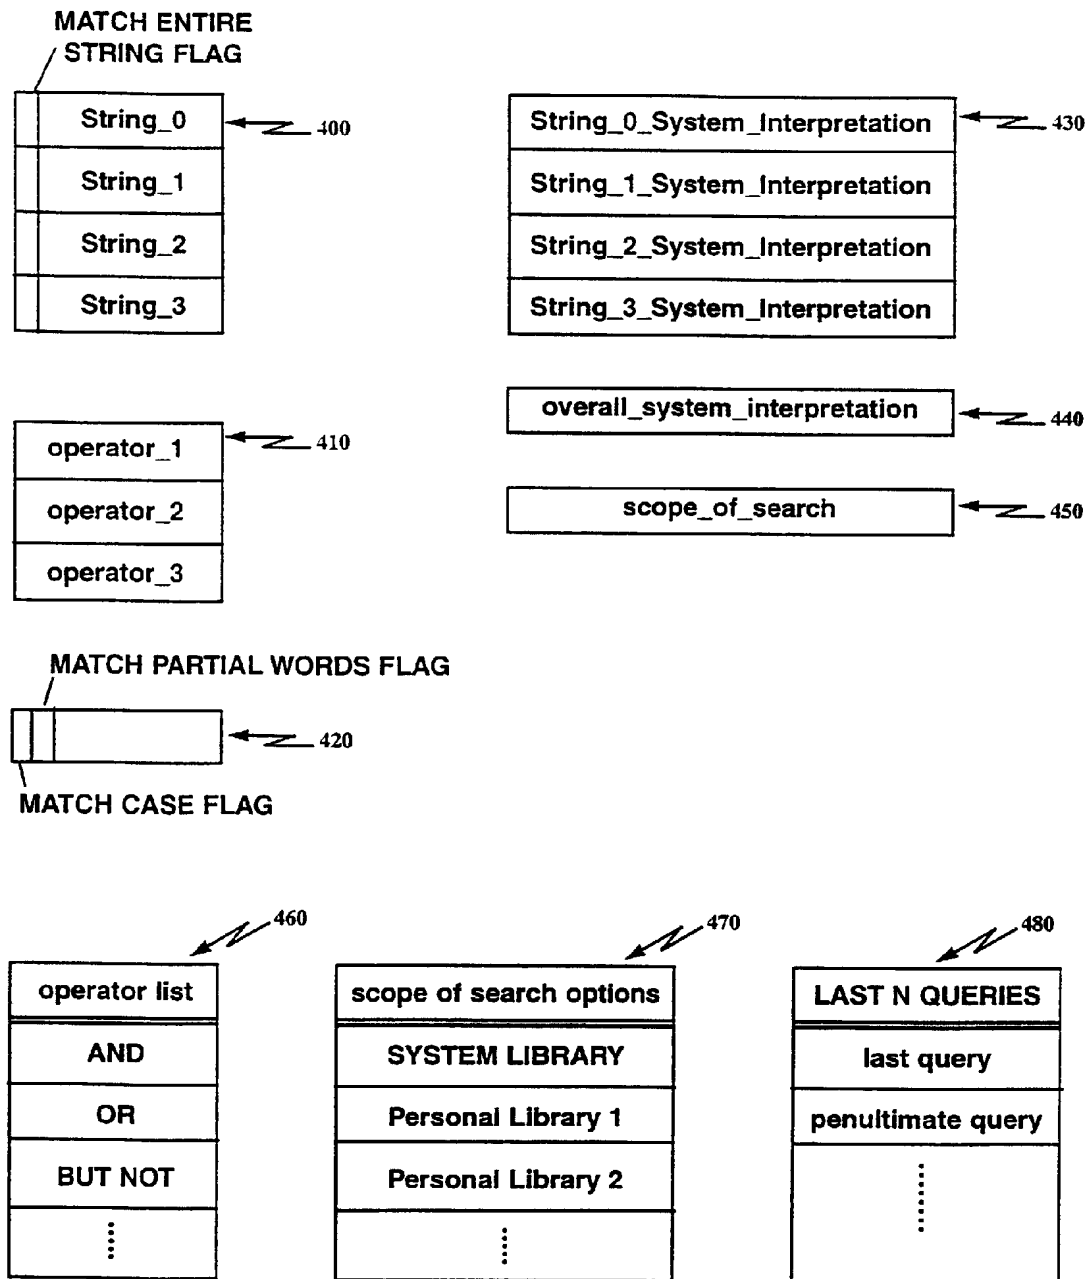 MATCH ENTIRE
STRING FLAG
String_0
400
String_1
String_2
String_3
String_0_System_Interpretation
430
String_1_System_Interpretation
String_2_System_Interpretation
String_3_System_Interpretation
overall_system_interpretation
440
operator_1
410
operator_2
operator_3
scope_of_search
450
MATCH PARTIAL WORDS FLAG
420
MATCH CASE FLAG
460
operator list
AND
OR
BUT NOT
470
scope of search options
SYSTEM LIBRARY
Personal Library 1
Personal Library 2
480
LAST N QUERIES
last query
penultimate query